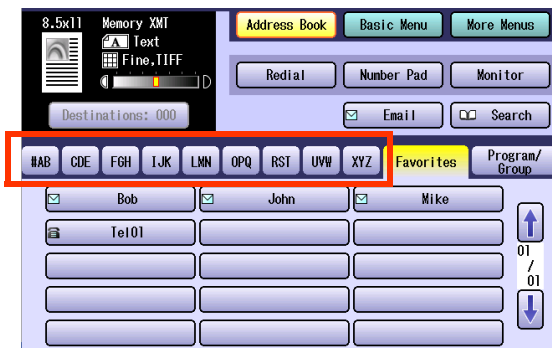 8.5x11 Memory XMT Address Book Basic Menu More Menus
A Text
Fine,TIFF
Redial Number Pad Monitor
D
Destinations: 000 Email Search
#AB CDE FGH IJK LMN OPQ RST UVW XYZ Favorites Program/
Group
Bob John Mike
Tel01
01
/
01